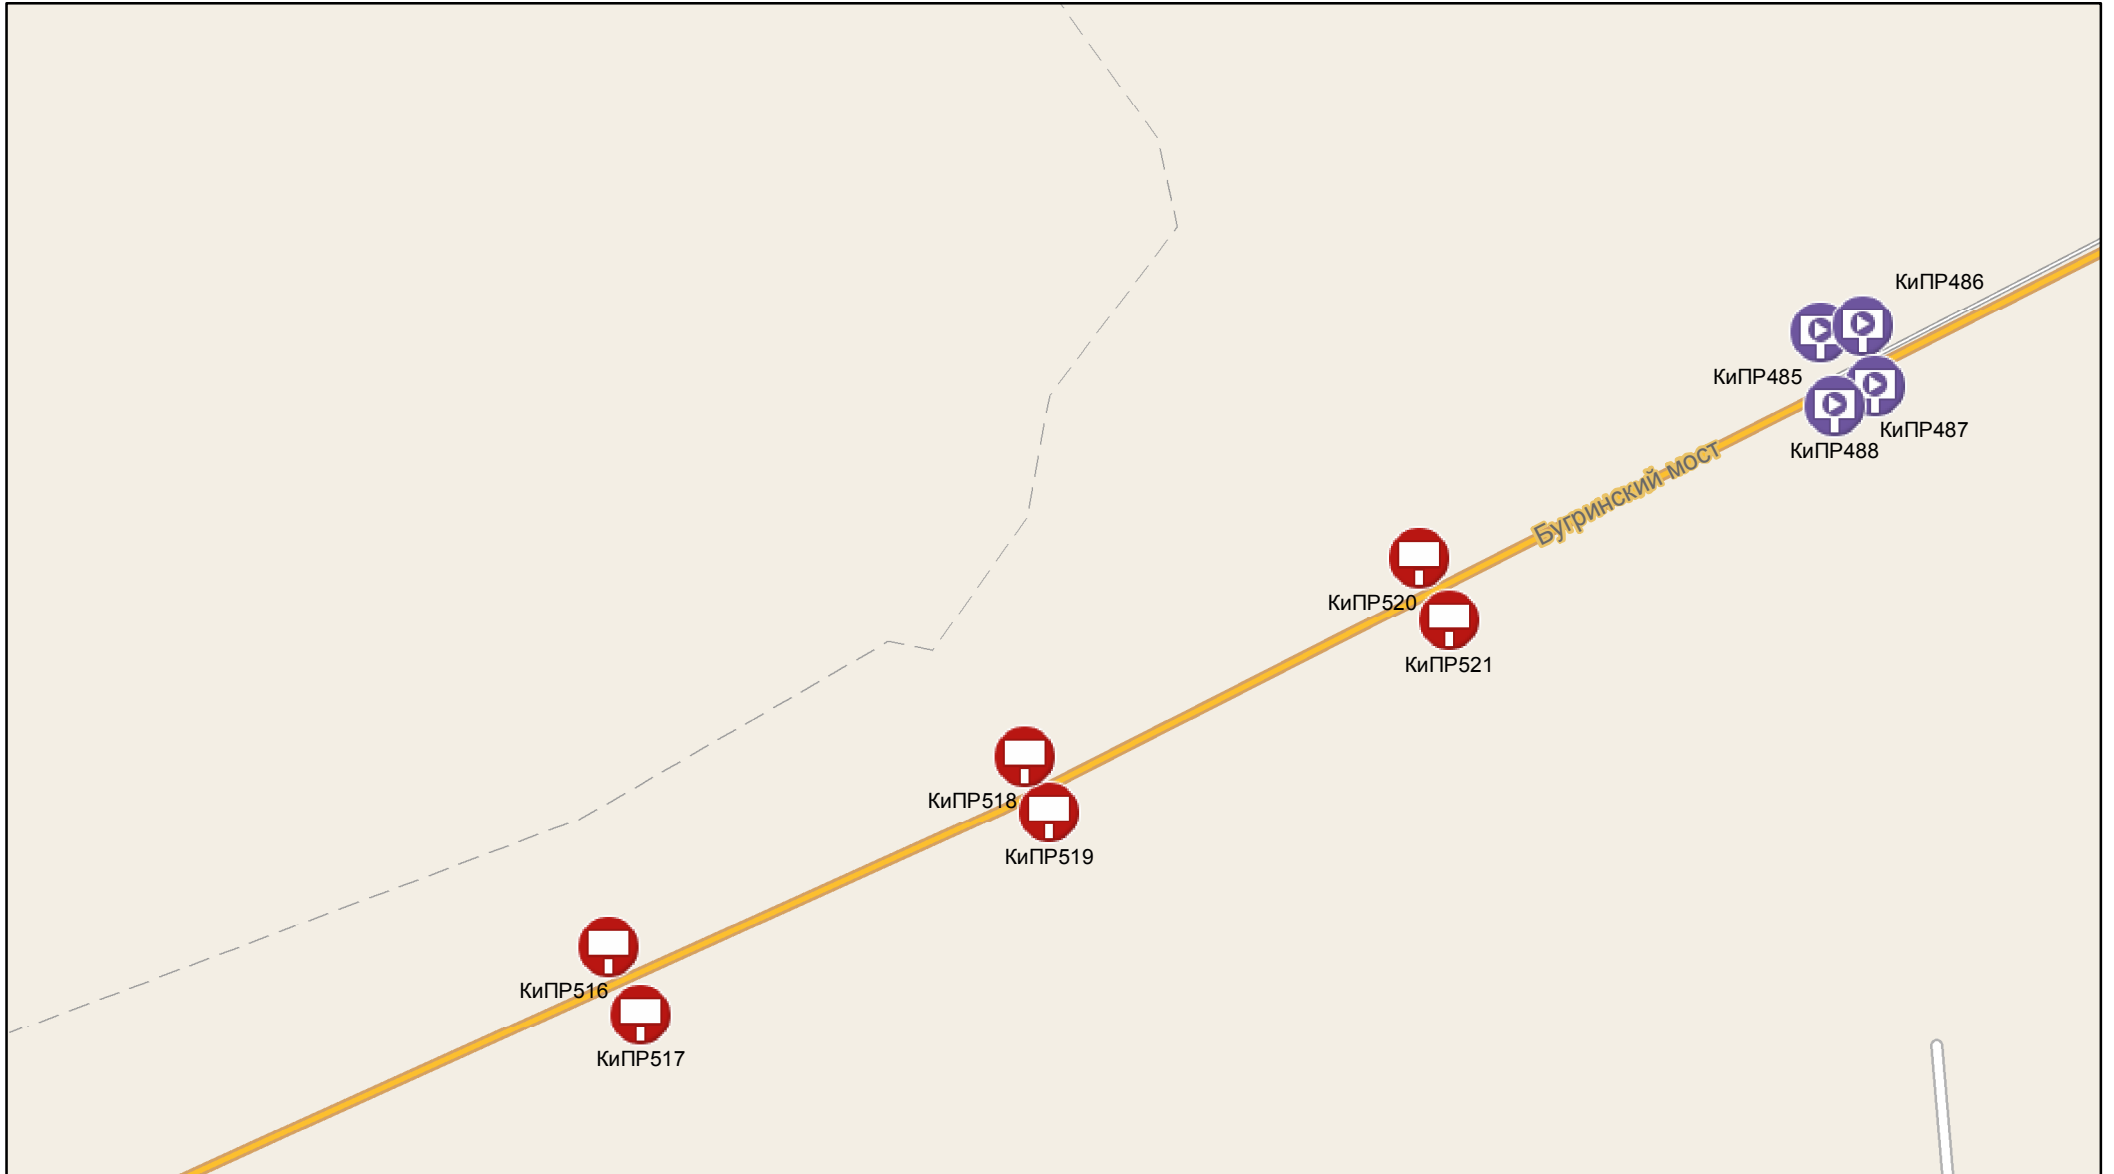 КиПР486
КиПР485
КиПР487
КиПР488
Бугринский мост
КиПР520
КиПР521
КиПР518
КиПР519
КиПР516
КиПР517